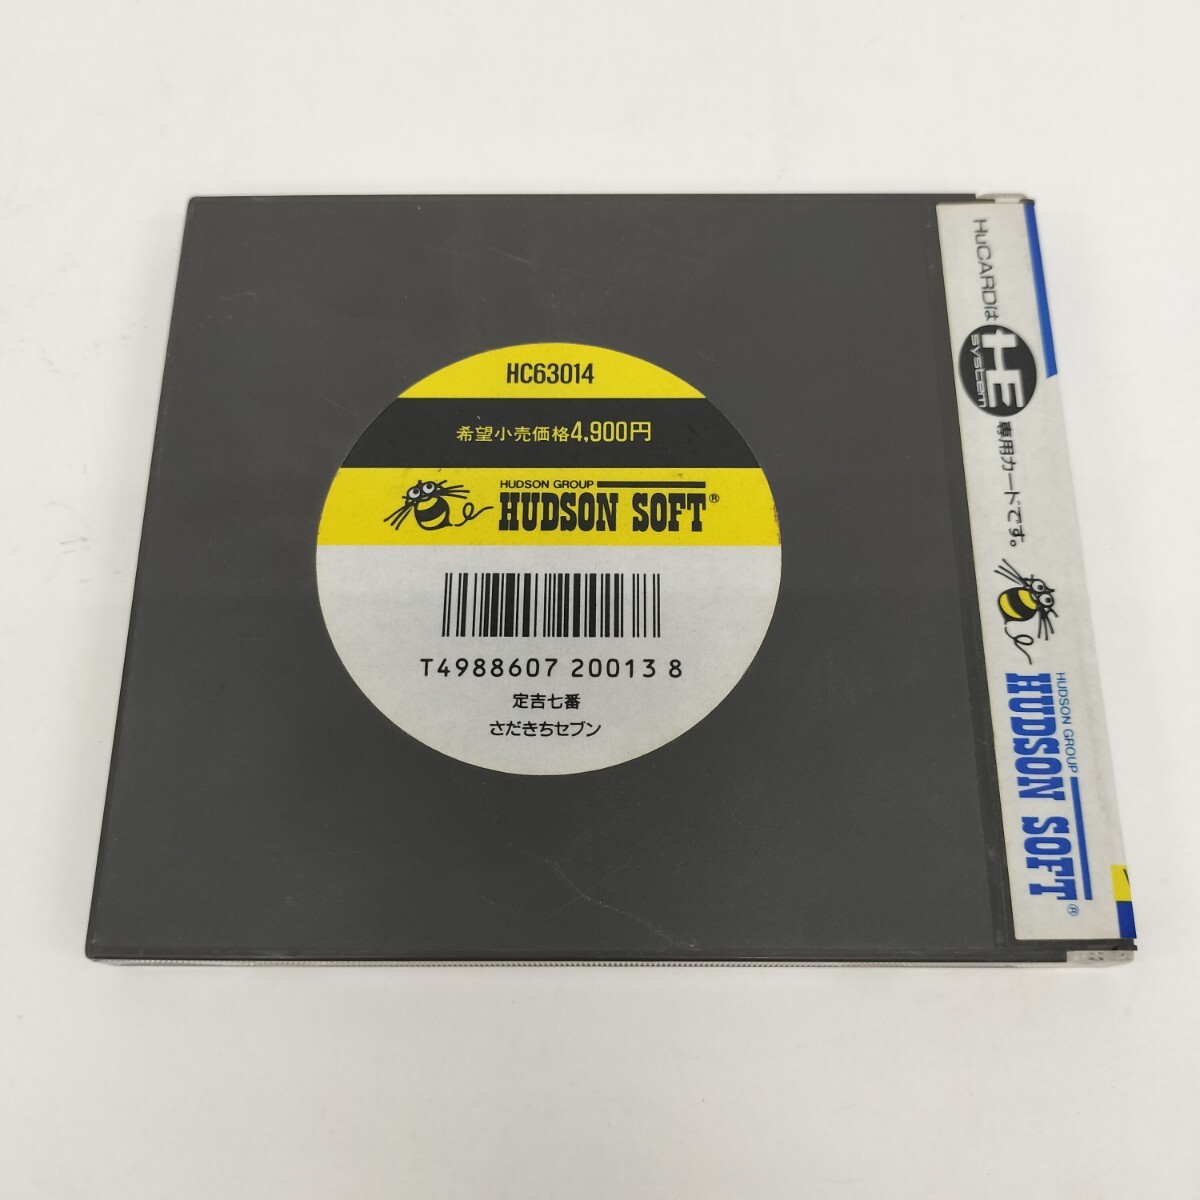 HC63014
希望小売価格4,900円
HUDSON GROUP
HUDSON SOFT®
T4988607 20013 8
定吉七番
さだきちセブン
HuCARDは HE system 専用カードです。
HUDSON GROUP
HUDSON SOFT®